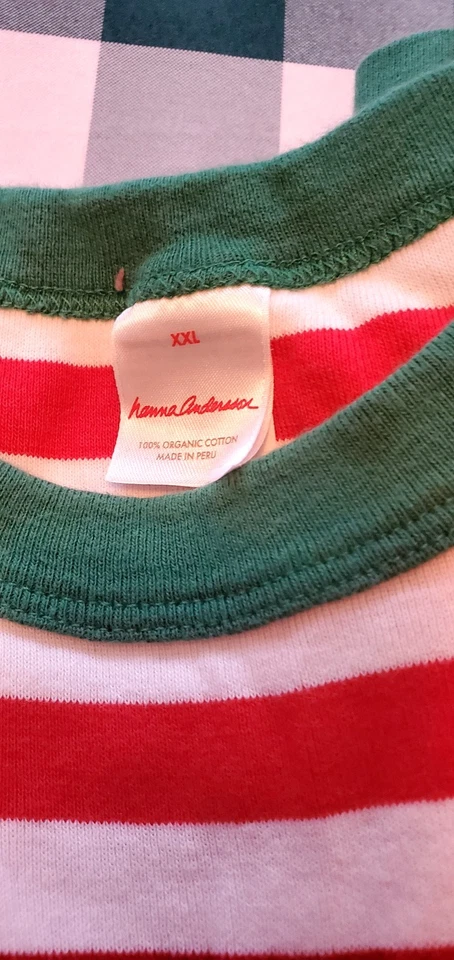 XXL
hanna andersson
100% ORGANIC COTTON
MADE IN PERU